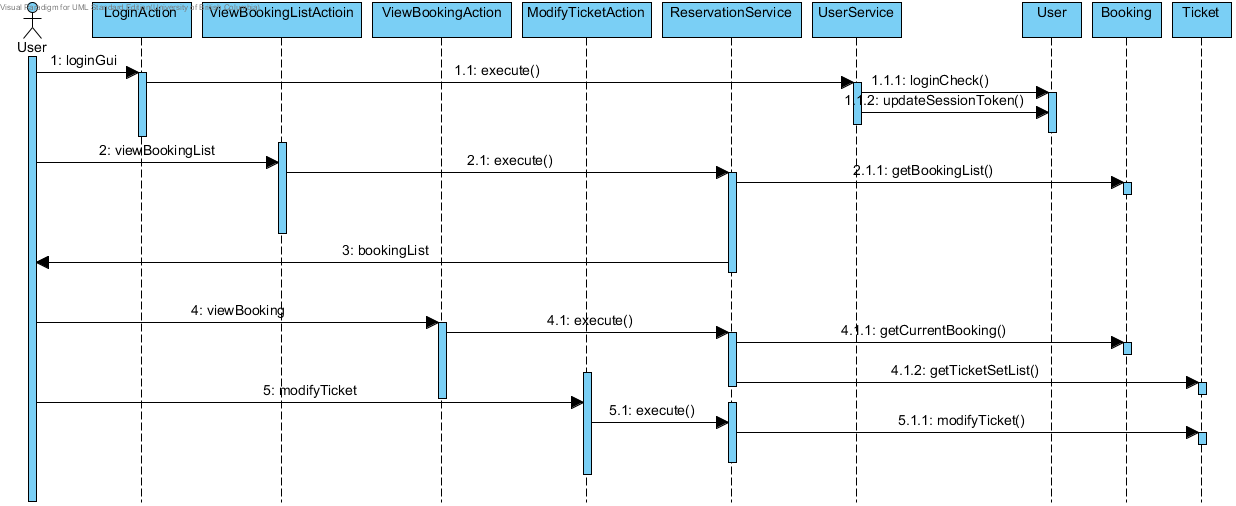 Visual Paradigm for UML Standard Edition(University of
LoginAction
ViewBookingListActioin
ViewBookingAction
ModifyTicketAction
ReservationService
UserService
User
Booking
Ticket
User
1: loginGui
1.1: execute()
1.1.1: loginCheck()
1.1.2: updateSessionToken()
2: viewBookingList
2.1: execute()
2.1.1: getBookingList()
3: bookingList
4: viewBooking
4.1: execute()
4.1.1: getCurrentBooking()
4.1.2: getTicketSetList()
5: modifyTicket
5.1: execute()
5.1.1: modifyTicket()